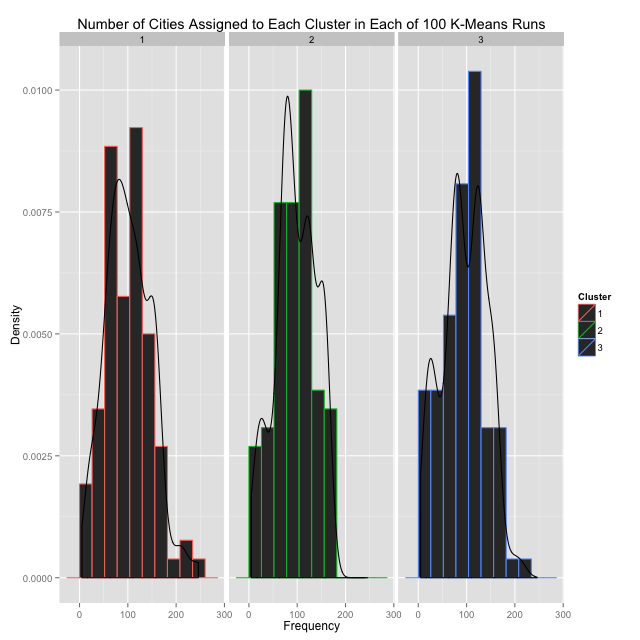 Number of Cities Assigned to Each Cluster in Each of 100 K-Means Runs
1 2 3
0.0100
0.0075
0.0050
0.0025
0.0000
Density
0 100 200 300 0 100 200 300 0 100 200 300
Frequency
Cluster
1
2
3